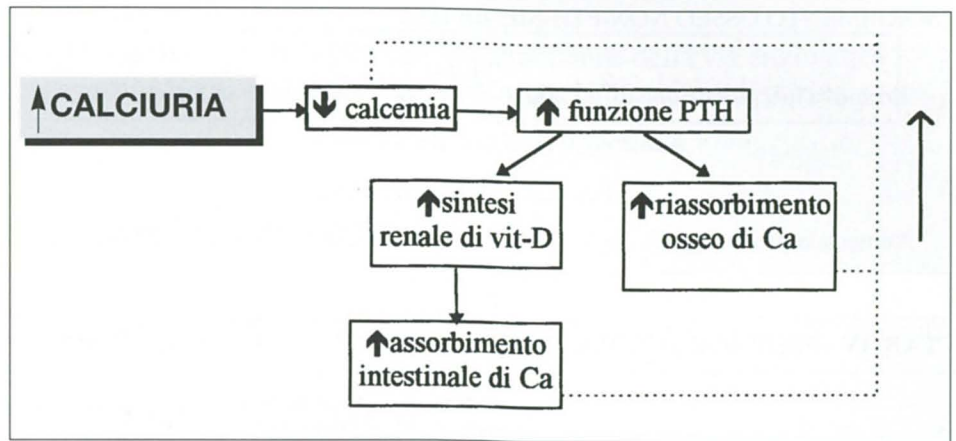 ↑CALCIURIA
↓ calcemia
↑ funzione PTH
↑sintesi
renale di vit-D
↑riassorbimento
osseo di Ca
↑assorbimento
intestinale di Ca